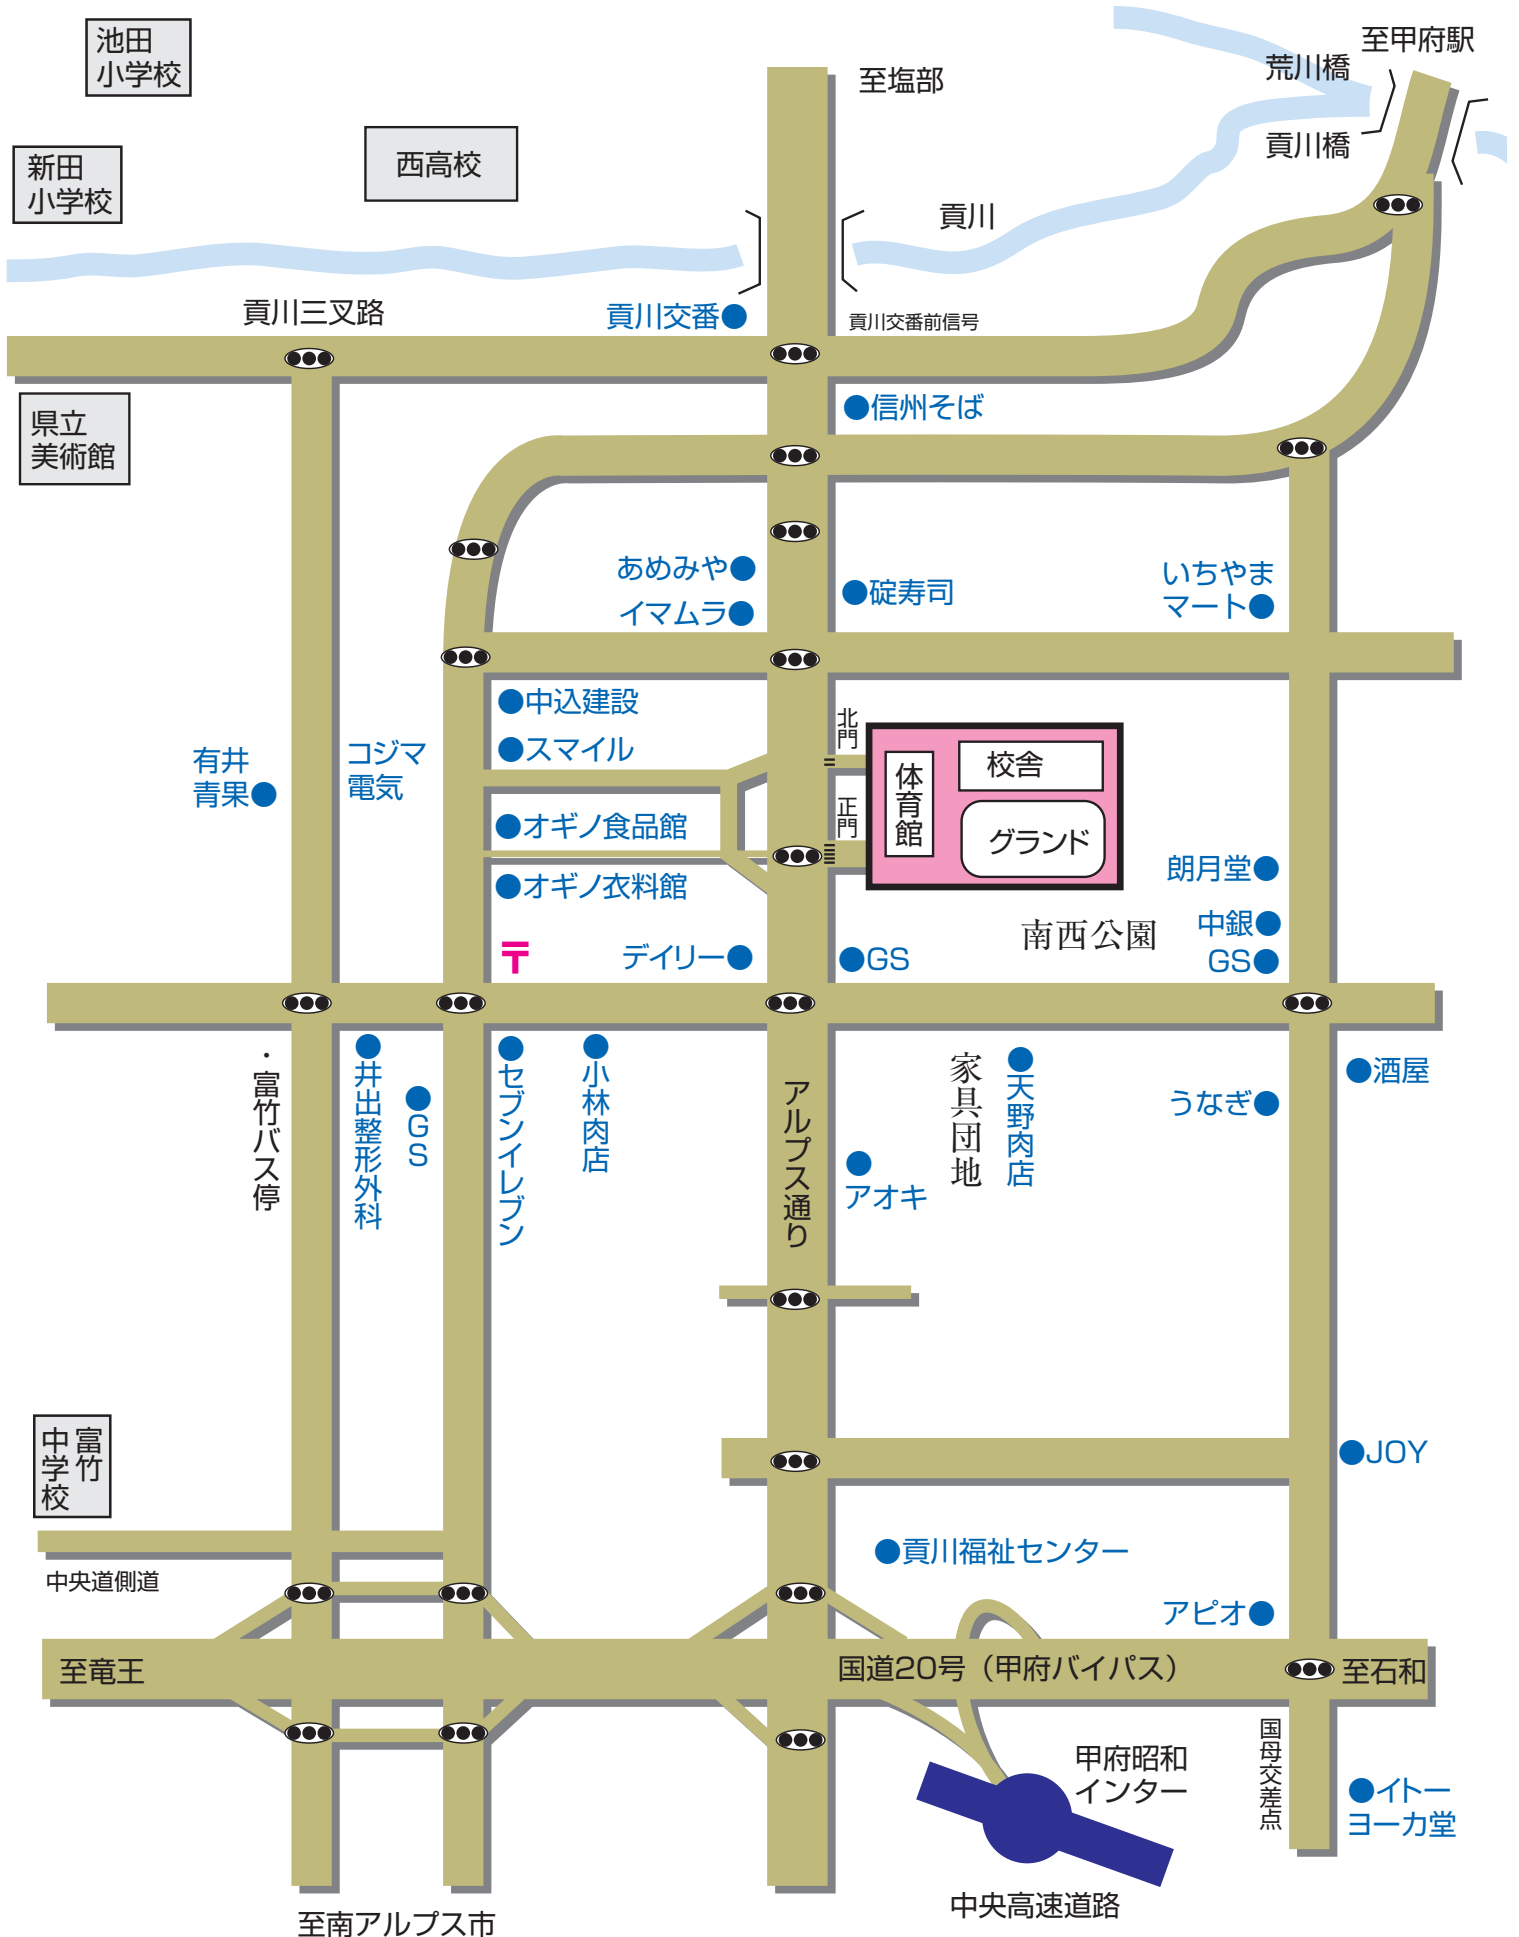 池田
小学校
新田
小学校
西高校
至塩部
荒川橋
至甲府駅
貢川橋
貢川
貢川三叉路
貢川交番
貢川交番前信号
県立
美術館
信州そば
あめみや
イマムラ
碇寿司
いちやま
マート
中込建設
スマイル
有井
青果
コジマ
電気
オギノ食品館
オギノ衣料館
北門
正門
体育館
校舎
グランド
朗月堂
中銀
GS
南西公園
〒
デイリー
GS
・富竹バス停
井出整形外科
GS
セブンイレブン
小林肉店
アルプス通り
アオキ
家具団地
天野肉店
うなぎ
酒屋
富竹
中学校
JOY
中央道側道
貢川福祉センター
アピオ
至竜王
国道20号（甲府バイパス）
至石和
国母交差点
甲府昭和
インター
イトー
ヨーカ堂
中央高速道路
至南アルプス市